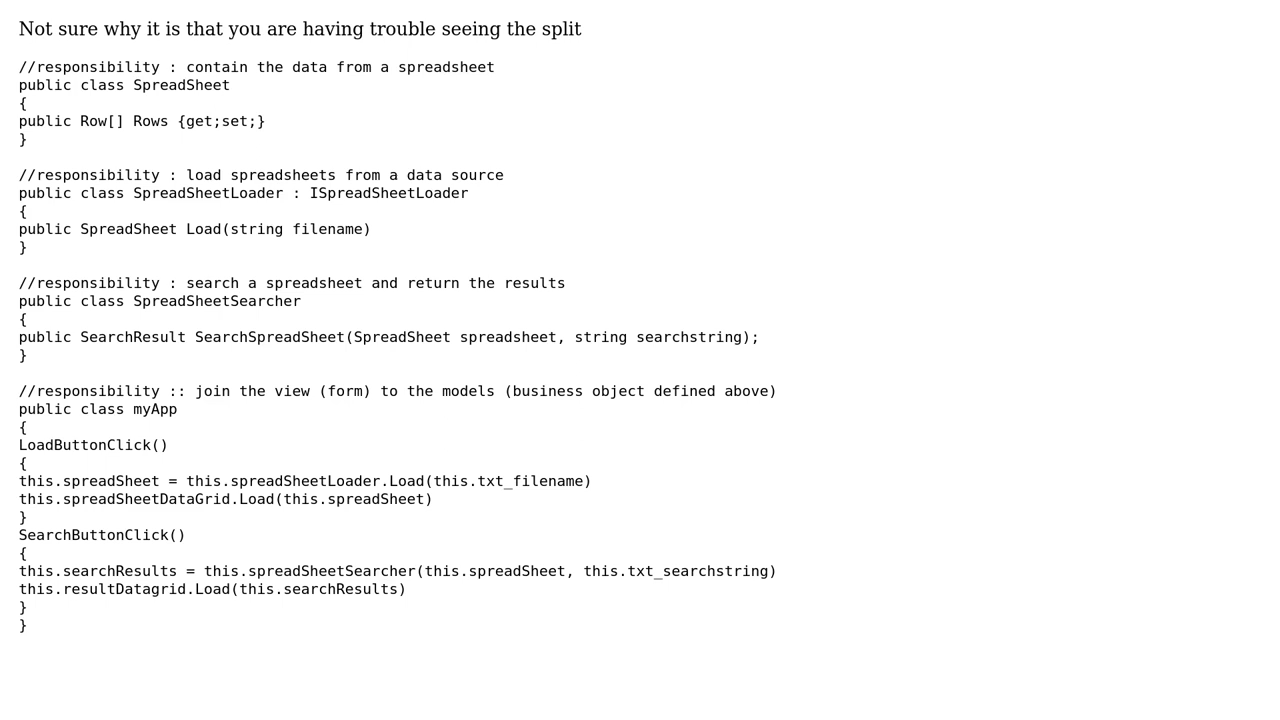 Not sure why it is that you are having trouble seeing the split
//responsibility : contain the data from a spreadsheet
public class SpreadSheet
{
public Row[] Rows {get;set;}
}
//responsibility : load spreadsheets from a data source
public class SpreadSheetLoader : ISpreadSheetLoader
{
public SpreadSheet Load(string filename)
}
//responsibility : search a spreadsheet and return the results
public class SpreadSheetSearcher
{
public SearchResult SearchSpreadSheet(SpreadSheet spreadsheet, string searchstring);
}
//responsibility :: join the view (form) to the models (business object defined above)
public class myApp
{
LoadButtonClick()
{
this.spreadSheet = this.spreadSheetLoader.Load(this.txt_filename)
this.spreadSheetDataGrid.Load(this.spreadSheet)
}
SearchButtonClick()
{
this.searchResults = this.spreadSheetSearcher(this.spreadSheet, this.txt_searchstring)
this.resultDatagrid.Load(this.searchResults)
}
}